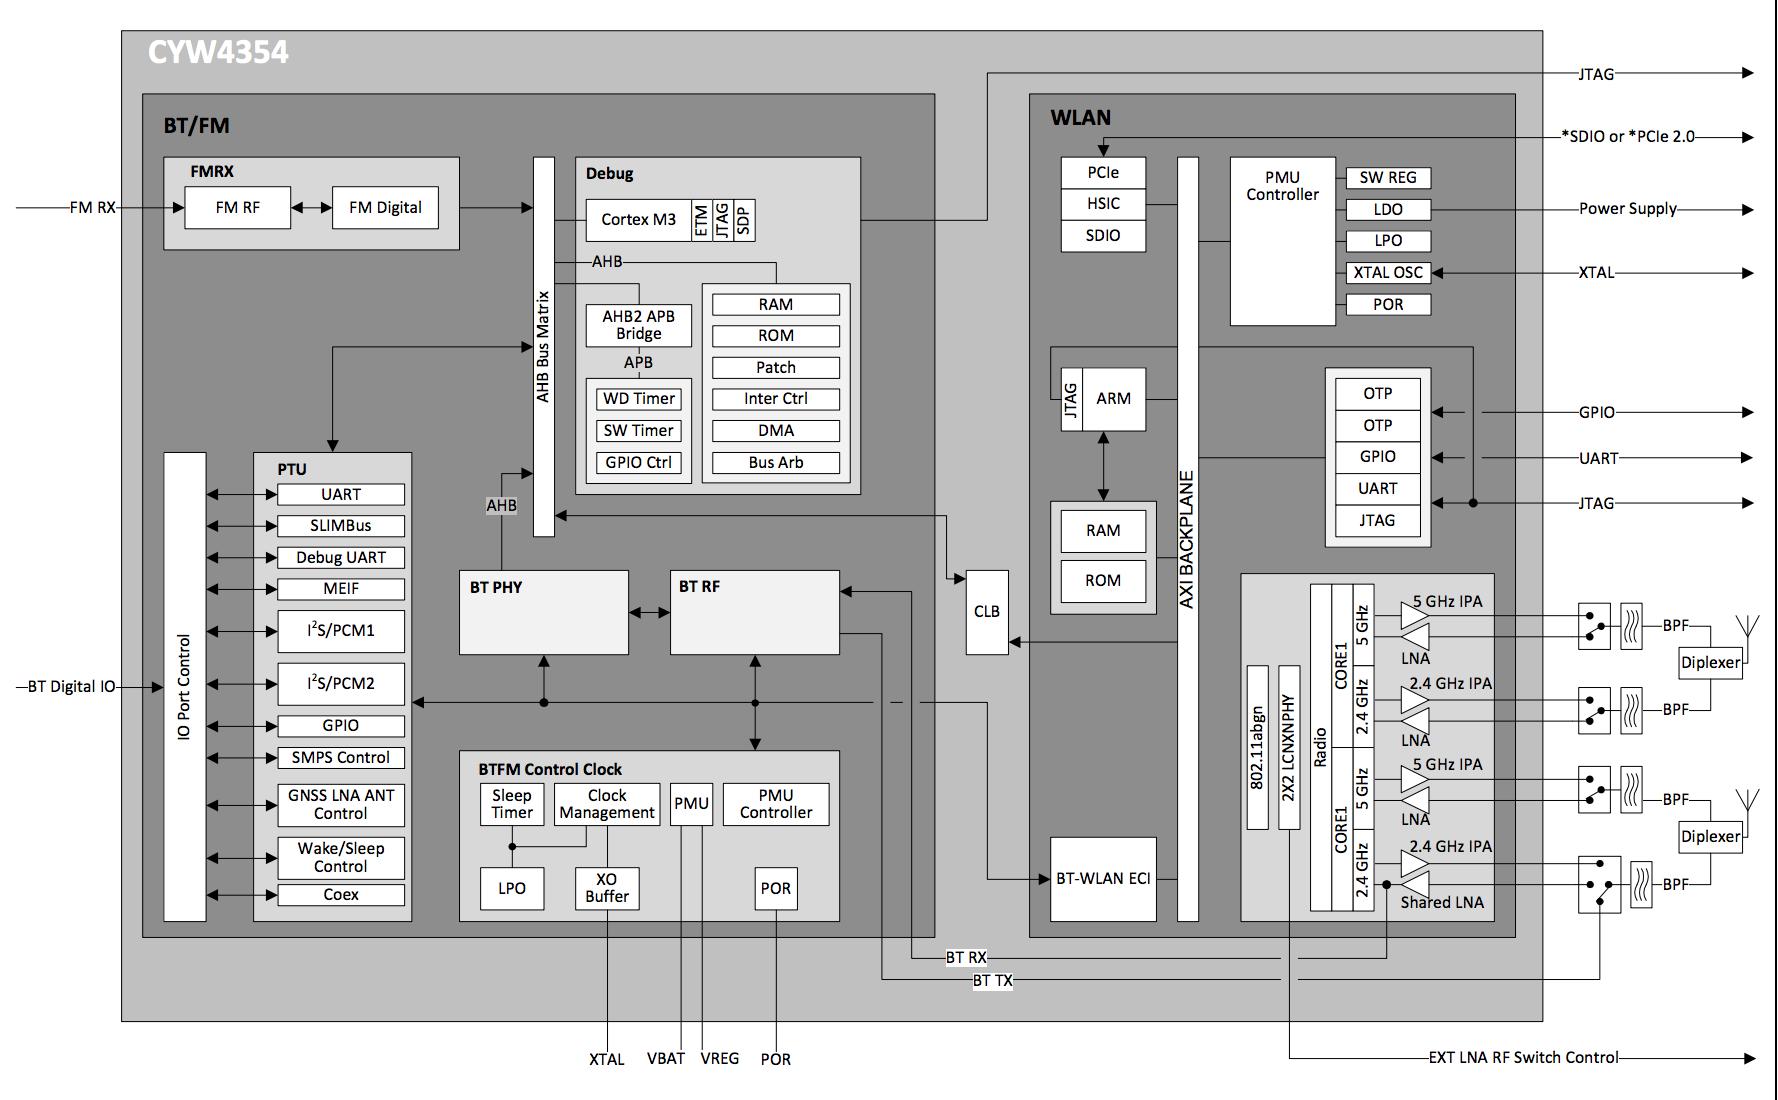 CYW4354
BT/FM
FMRX
FM RX
FM RF
FM Digital
AHB Bus Matrix
Debug
Cortex M3
ETM
JTAG
SDP
AHB
AHB2 APB
Bridge
APB
WD Timer
SW Timer
GPIO Ctrl
RAM
ROM
Patch
Inter Ctrl
DMA
Bus Arb
AHB
IO Port Control
BT Digital IO
PTU
UART
SLIMBus
Debug UART
MEIF
I²S/PCM1
I²S/PCM2
GPIO
SMPS Control
GNSS LNA ANT
Control
Wake/Sleep
Control
Coex
BT PHY
BT RF
CLB
BTFM Control Clock
Sleep
Timer
Clock
Management
PMU
PMU
Controller
LPO
XO
Buffer
POR
XTAL
VBAT
VREG
POR
BT RX
BT TX
WLAN
PCIe
HSIC
SDIO
AXI BACKPLANE
PMU
Controller
SW REG
LDO
LPO
XTAL OSC
POR
JTAG
ARM
RAM
ROM
OTP
OTP
GPIO
UART
JTAG
BT-WLAN ECI
802.11abgn
2X2 LCNXNPHY
Radio
CORE1
CORE1
5 GHz
2.4 GHz
5 GHz
2.4 GHz
5 GHz IPA
LNA
2.4 GHz IPA
LNA
5 GHz IPA
LNA
2.4 GHz IPA
Shared LNA
JTAG
*SDIO or *PCIe 2.0
Power Supply
XTAL
GPIO
UART
JTAG
BPF
Diplexer
BPF
BPF
Diplexer
BPF
EXT LNA RF Switch Control